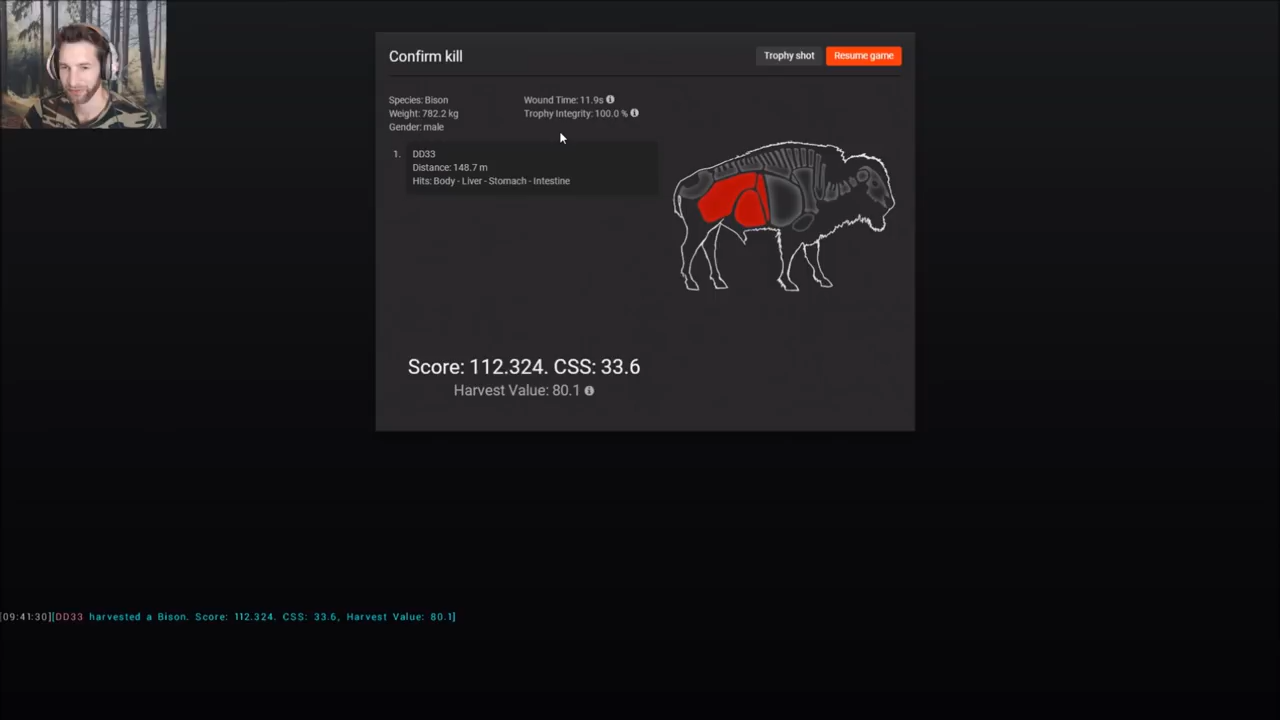 Confirm kill
Trophy shot
Resume game
Species: Bison
Wound Time: 11.9s
Weight: 782.2 kg
Trophy Integrity: 100.0 %
Gender: male
1.
DD33
Distance: 148.7 m
Hits: Body - Liver - Stomach - Intestine
Score: 112.324. CSS: 33.6
Harvest Value: 80.1
[09:41:30][DD33 harvested a Bison. Score: 112.324. CSS: 33.6, Harvest Value: 80.1]